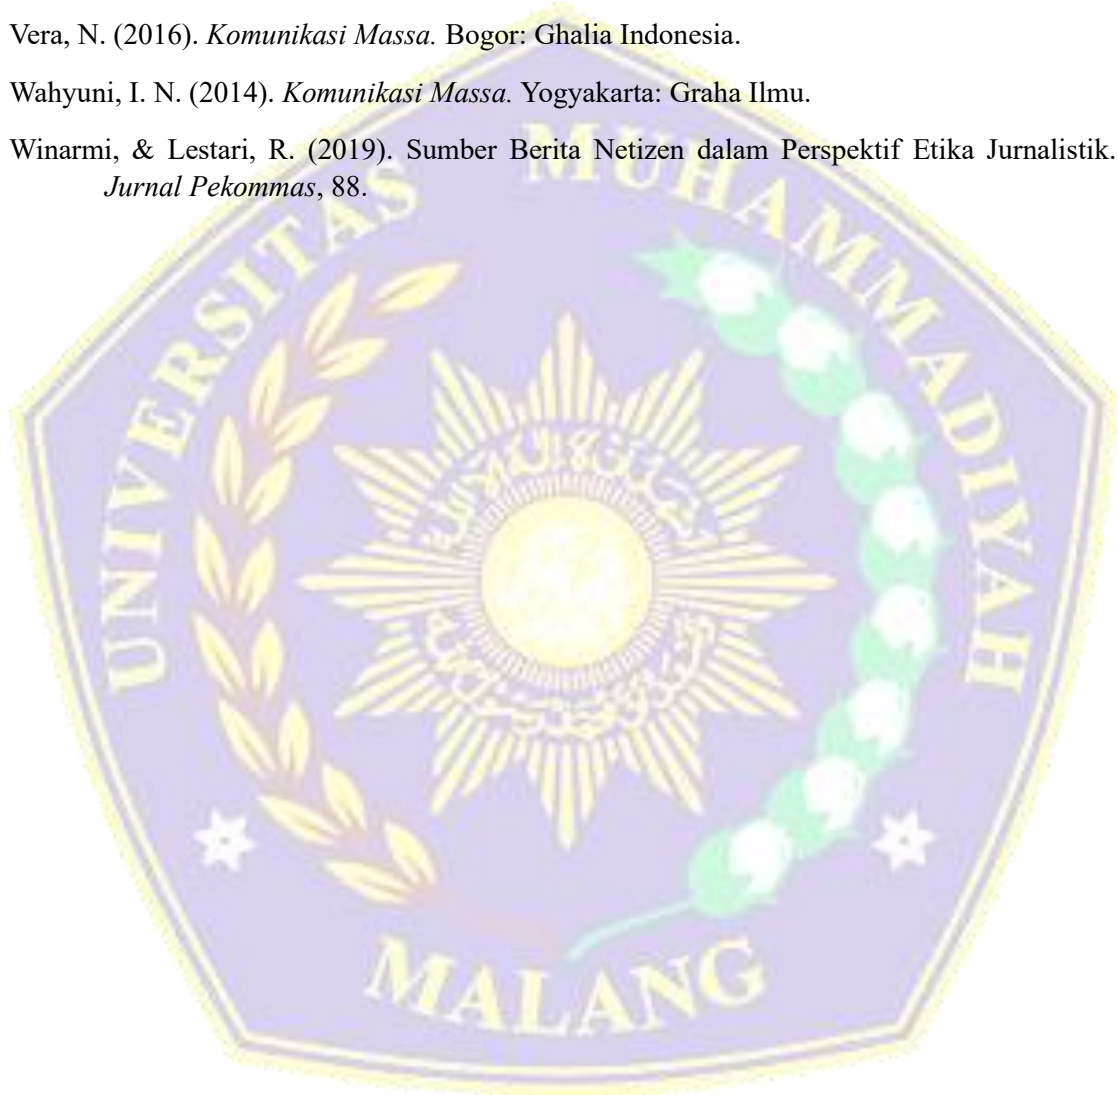 Vera, N. (2016). Komunikasi Massa. Bogor: Ghalia Indonesia.
Wahyuni, I. N. (2014). Komunikasi Massa. Yogyakarta: Graha Ilmu.
Winarmi, & Lestari, R. (2019). Sumber Berita Netizen dalam Perspektif Etika Jurnalistik.
Jurnal Pekommas, 88.
UNIVERSITAS MUHAMMADIYAH
MALANG